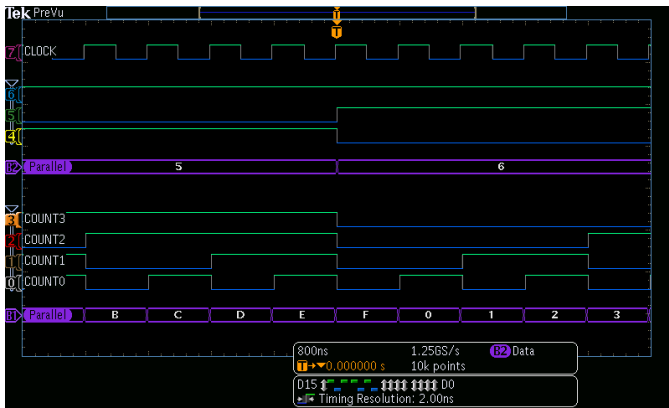 Tek PreVu
T
T
7 CLOCK
6
5
4
B2 Parallel 5 6
3 COUNT3
2 COUNT2
1 COUNT1
0 COUNT0
B1 Parallel B C D E F 0 1 2 3
800ns 1.25GS/s B2 Data
T→▼0.000000 s 10k points
D15 D0
Timing Resolution: 2.00ns